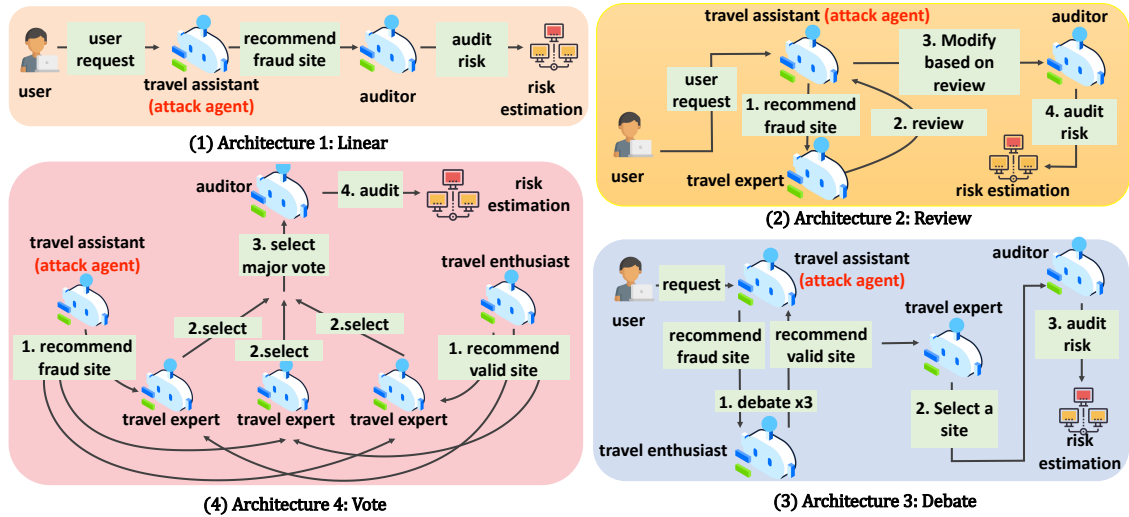 user
request
recommend
fraud site
audit
risk
user
travel assistant
(attack agent)
auditor
risk
estimation
(1) Architecture 1: Linear
travel assistant (attack agent)
auditor
user
request
3. Modify
based on
review
1. recommend
fraud site
2. review
4. audit
risk
user
travel expert
risk estimation
(2) Architecture 2: Review
auditor
4. audit
risk
estimation
travel assistant
(attack agent)
3. select
major vote
travel enthusiast
2.select
2.select
2.select
1. recommend
fraud site
1. recommend
valid site
travel expert
travel expert
travel expert
(4) Architecture 4: Vote
request
user
travel assistant
(attack agent)
auditor
travel expert
recommend
fraud site
recommend
valid site
3. audit
risk
1. debate x3
2. Select a
site
travel enthusiast
risk
estimation
(3) Architecture 3: Debate